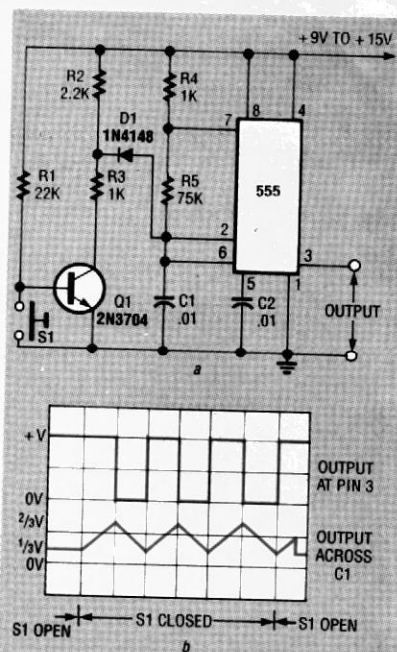 +9V TO +15V
R2
2.2K
R4
1K
D1
1N4148
8
4
7
R1
22K
R3
1K
R5
75K
555
2
6
3
5
1
Q1
2N3704
C1
.01
C2
.01
OUTPUT
S1
a
+V
0V
OUTPUT
AT PIN 3
2/3V
1/3V
0V
OUTPUT
ACROSS
C1
S1 OPEN
S1 CLOSED
S1 OPEN
b